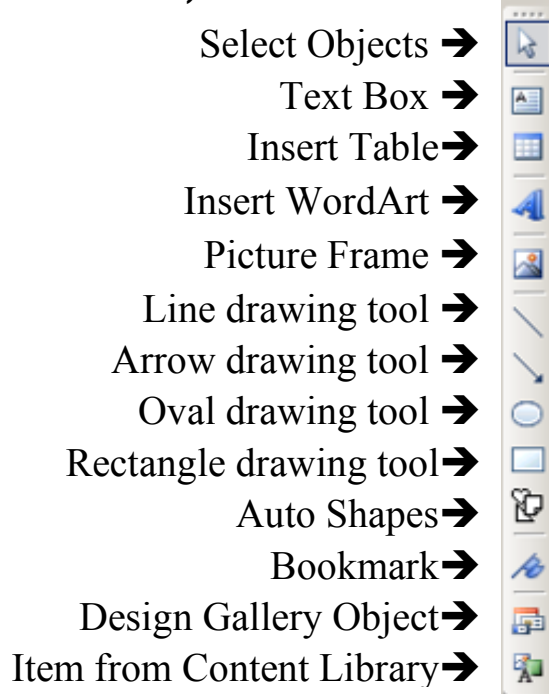 Select Objects ➔
Text Box ➔
Insert Table➔
Insert WordArt ➔
Picture Frame ➔
Line drawing tool ➔
Arrow drawing tool ➔
Oval drawing tool ➔
Rectangle drawing tool➔
Auto Shapes➔
Bookmark➔
Design Gallery Object➔
Item from Content Library➔